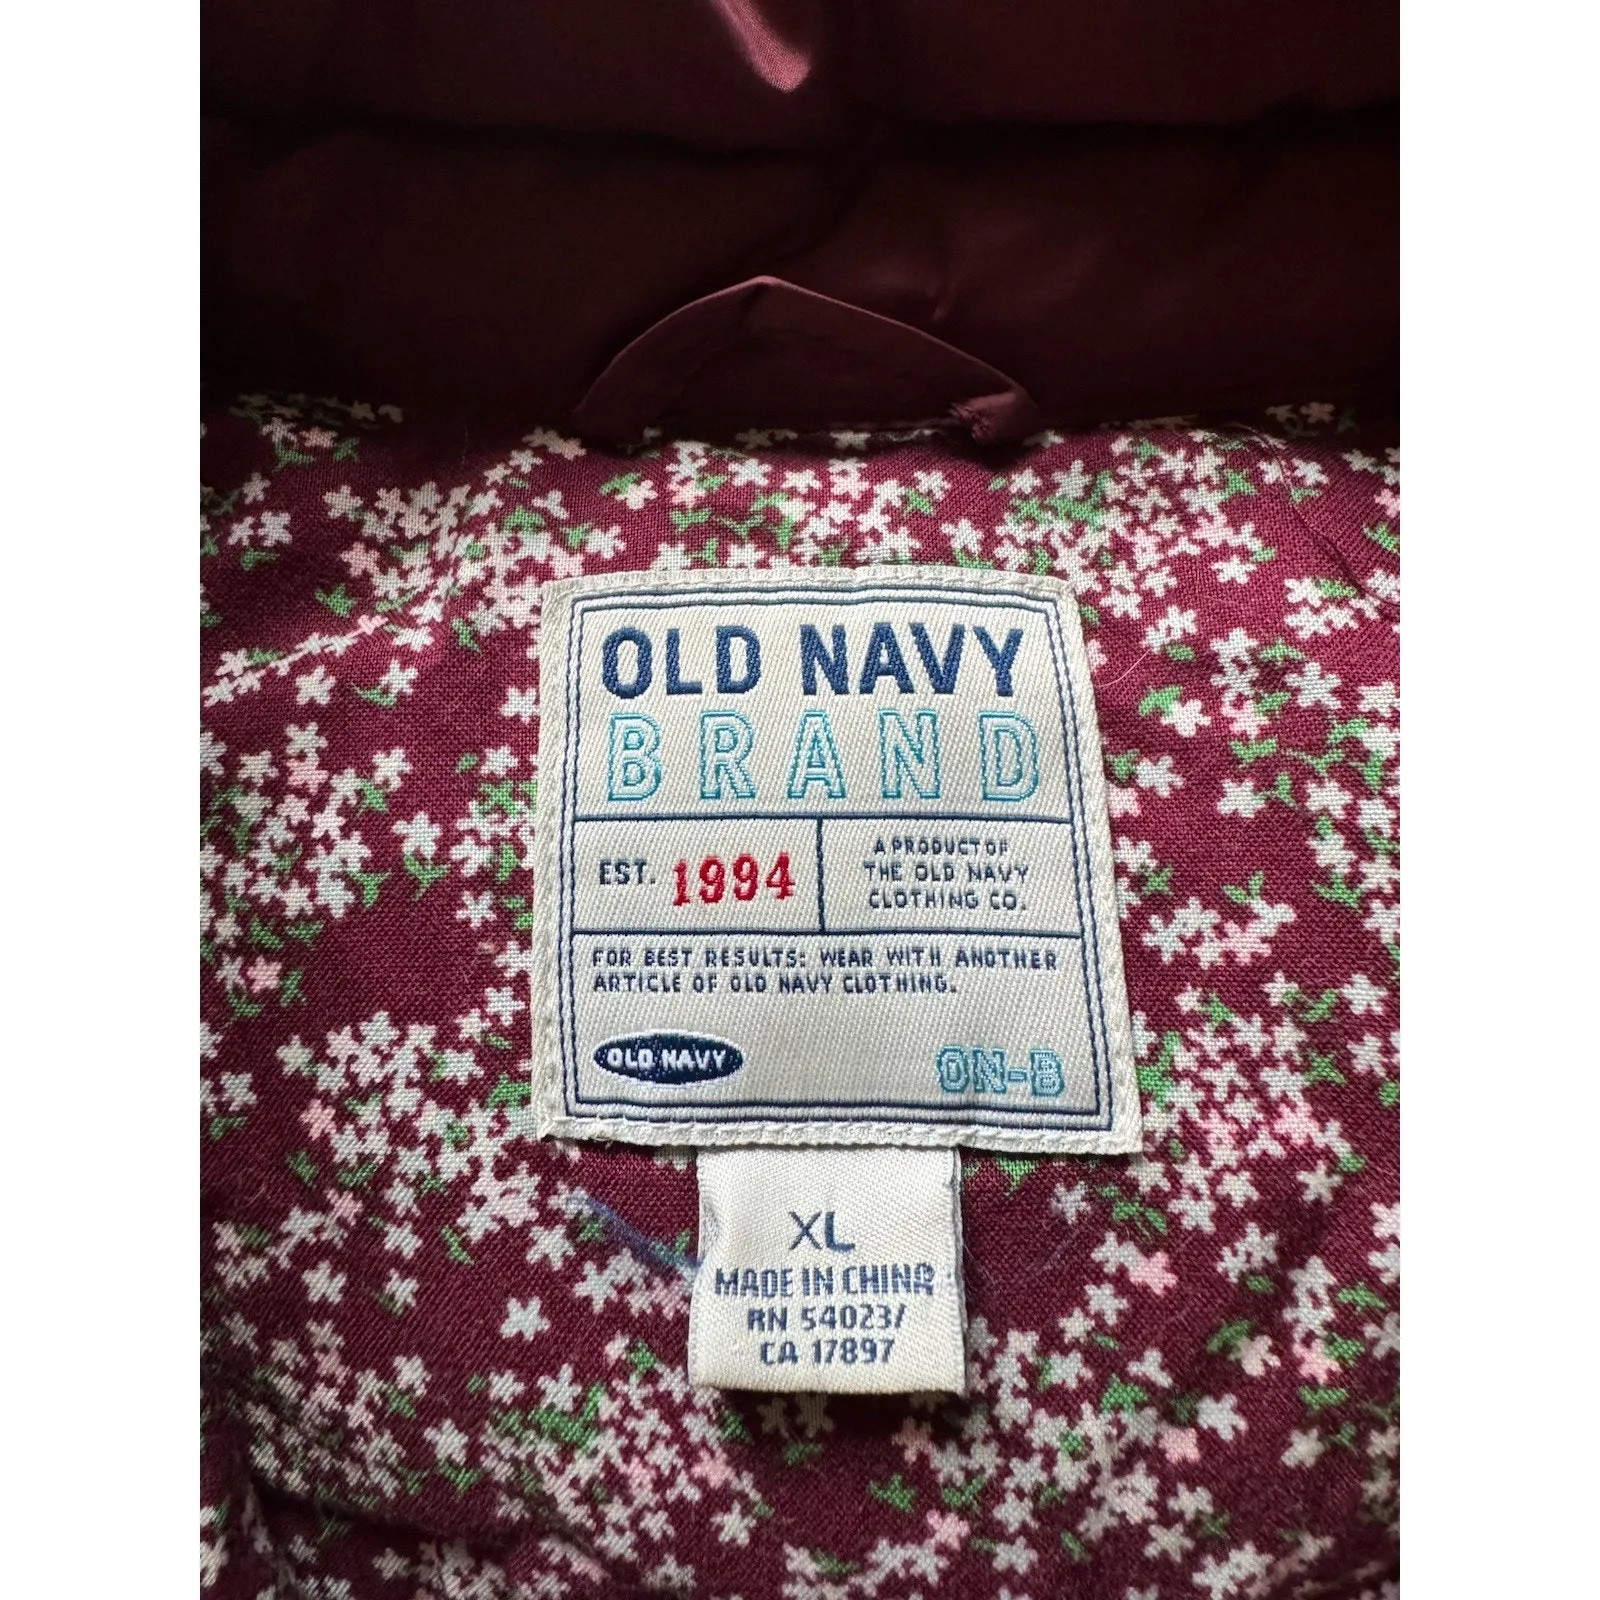 OLD NAVY
BRAND
EST. 1994
A PRODUCT OF
THE OLD NAVY
CLOTHING CO.
FOR BEST RESULTS: WEAR WITH ANOTHER
ARTICLE OF OLD NAVY CLOTHING.
OLD NAVY
ON-B
XL
MADE IN CHINA
RN 54023/
CA 17897